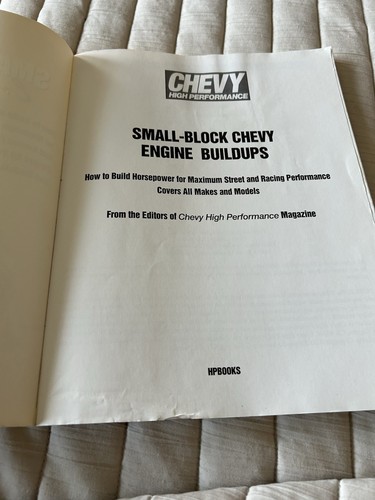 CHEVY
HIGH PERFORMANCE
SMALL-BLOCK CHEVY
ENGINE BUILDUPS
How to Build Horsepower for Maximum Street and Racing Performance
Covers All Makes and Models
From the Editors of Chevy High Performance Magazine
HPBOOKS